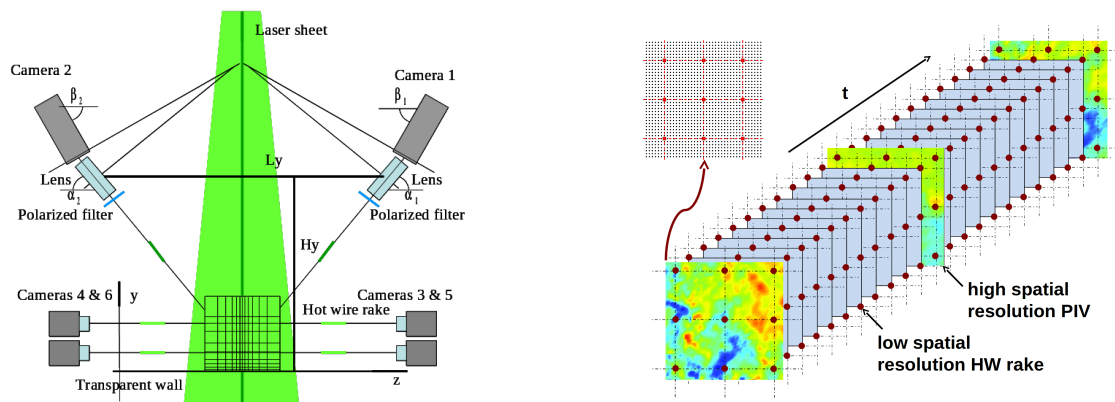 Laser sheet
Camera 2
Camera 1
β2
β1
Ly
Lens
Lens
α2
α1
Polarized filter
Polarized filter
Hy
Cameras 4 & 6
y
Cameras 3 & 5
Hot wire rake
Transparent wall
z
t
high spatial
resolution PIV
low spatial
resolution HW rake